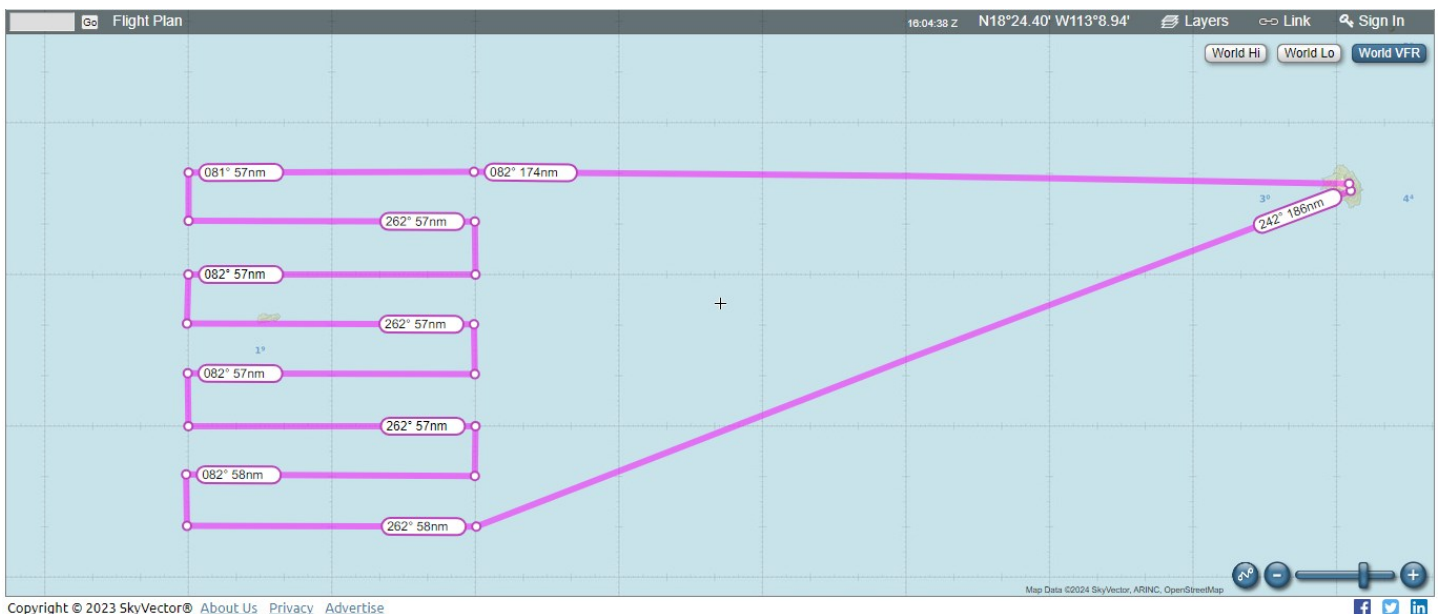 Go Flight Plan 16:04:38 Z N18°24.40' W113°8.94' Layers Link Sign In
World Hi World Lo World VFR
081° 57nm 082° 174nm
3° 4°
242° 186nm
262° 57nm
082° 57nm
262° 57nm
1°
082° 57nm
262° 57nm
082° 58nm
262° 58nm
Map Data ©2024 SkyVector, ARINC, OpenStreetMap
Copyright © 2023 SkyVector® About Us Privacy Advertise